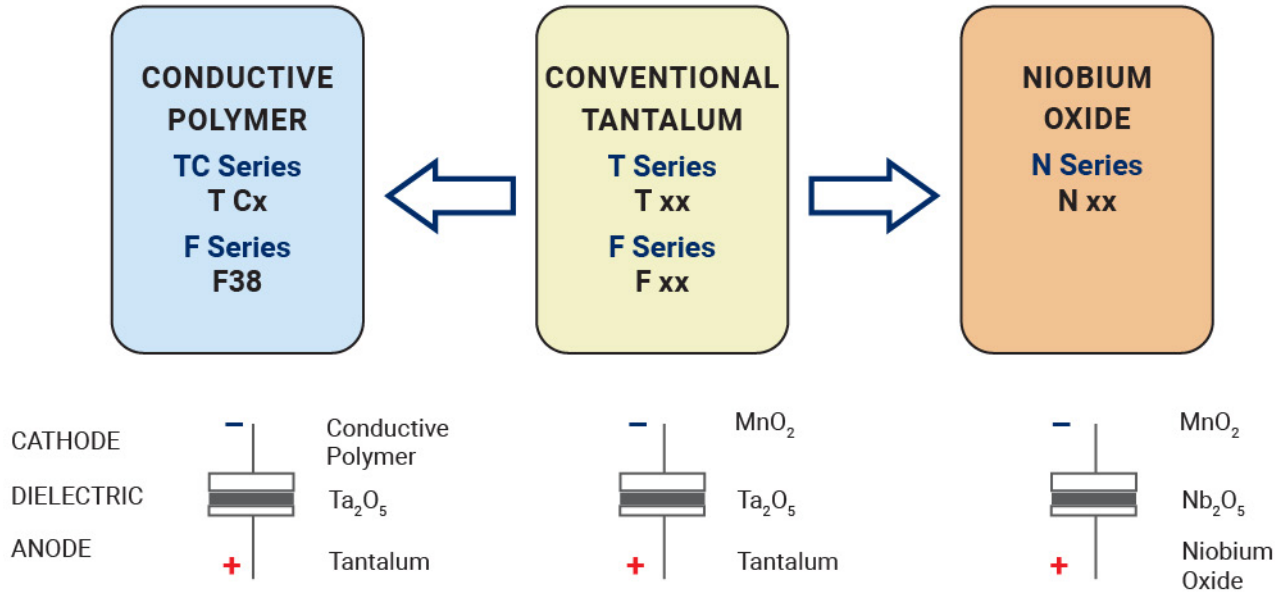 CONDUCTIVE
POLYMER
TC Series
T Cx
F Series
F38
CONVENTIONAL
TANTALUM
T Series
T xx
F Series
F xx
NIOBIUM
OXIDE
N Series
N xx
CATHODE
DIELECTRIC
ANODE
−
+
Conductive
Polymer
Ta₂O₅
Tantalum
−
+
MnO₂
Ta₂O₅
Tantalum
−
+
MnO₂
Nb₂O₅
Niobium
Oxide